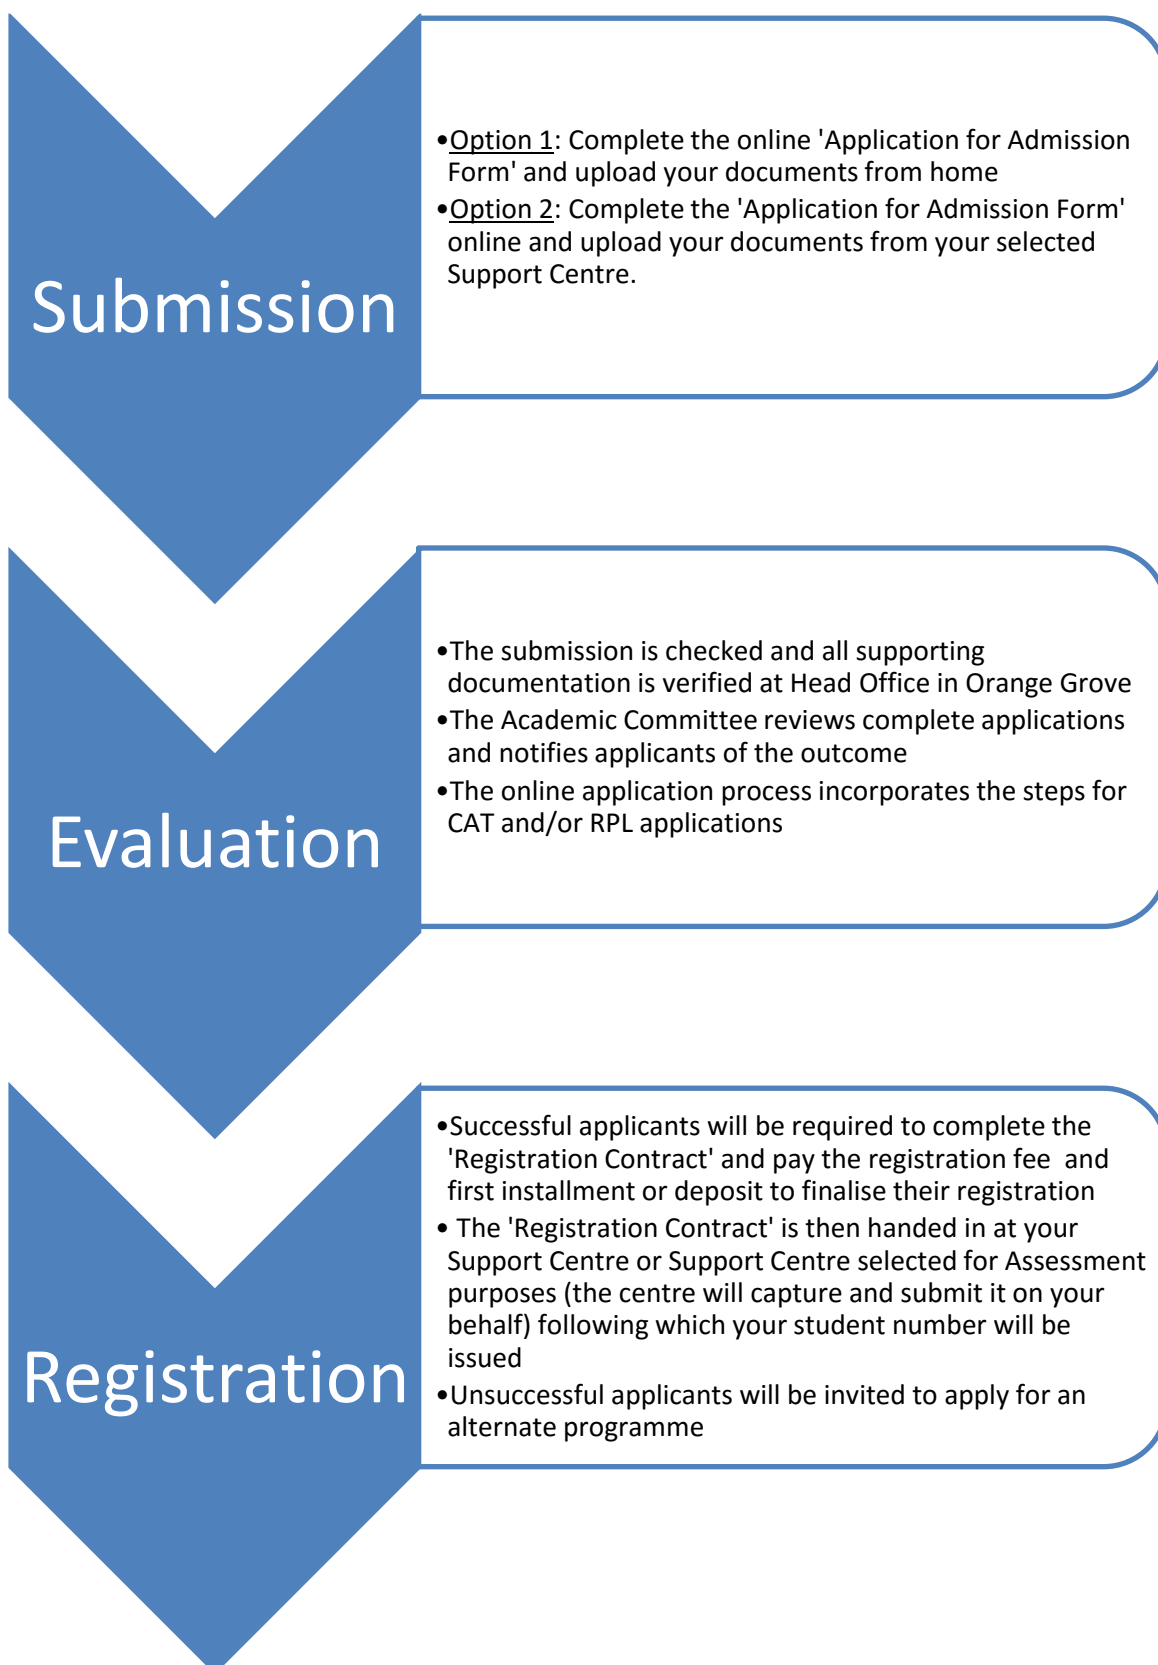 Submission
•Option 1: Complete the online 'Application for Admission
Form' and upload your documents from home
•Option 2: Complete the 'Application for Admission Form'
online and upload your documents from your selected
Support Centre.
Evaluation
•The submission is checked and all supporting
documentation is verified at Head Office in Orange Grove
•The Academic Committee reviews complete applications
and notifies applicants of the outcome
•The online application process incorporates the steps for
CAT and/or RPL applications
Registration
•Successful applicants will be required to complete the
'Registration Contract' and pay the registration fee  and
first installment or deposit to finalise their registration
• The 'Registration Contract' is then handed in at your
Support Centre or Support Centre selected for Assessment
purposes (the centre will capture and submit it on your
behalf) following which your student number will be
issued
•Unsuccessful applicants will be invited to apply for an
alternate programme